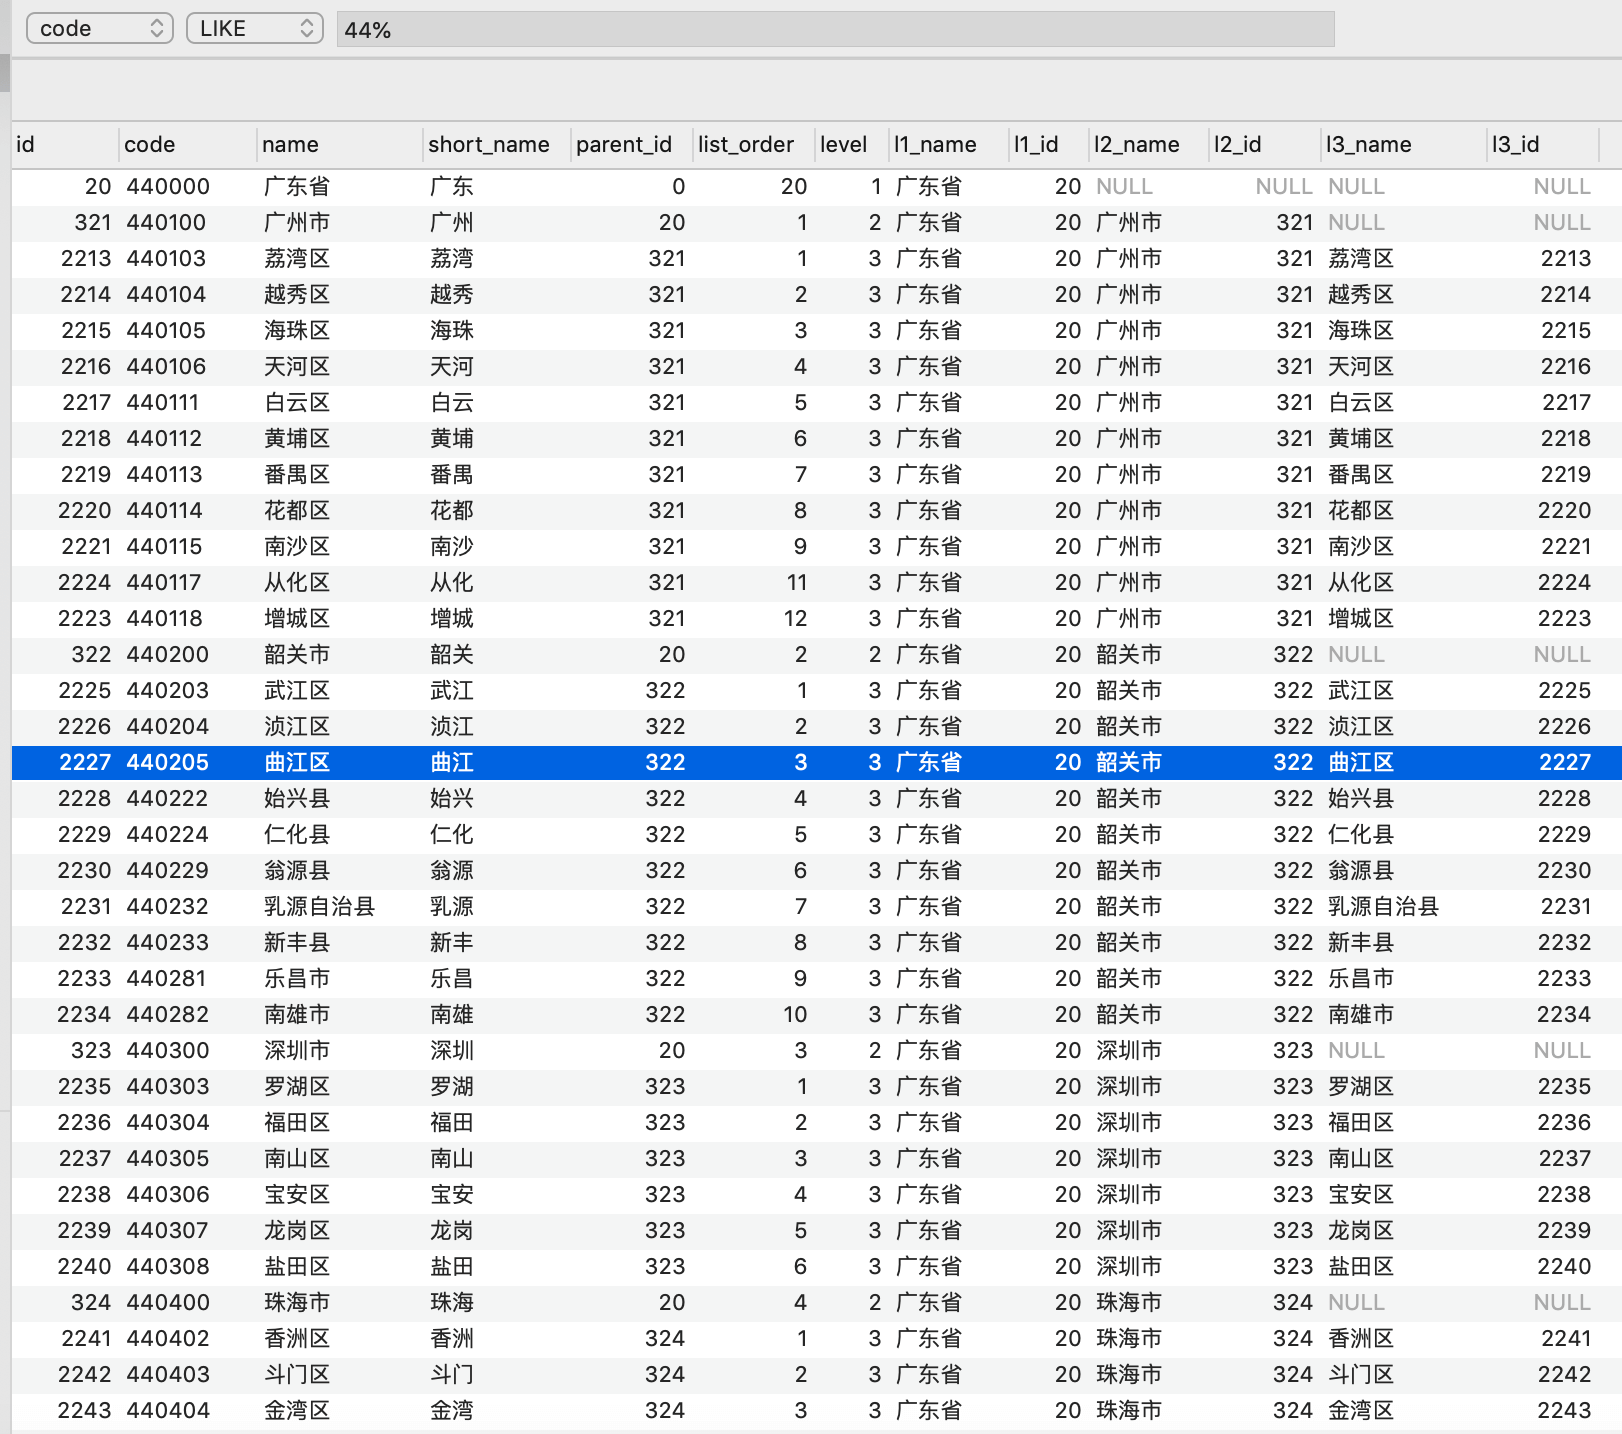 code LIKE 44%
id code name short_name parent_id list_order level l1_name l1_id l2_name l2_id l3_name l3_id
20 440000 广东省 广东 0 20 1 广东省 20 NULL NULL NULL NULL
321 440100 广州市 广州 20 1 2 广东省 20 广州市 321 NULL NULL
2213 440103 荔湾区 荔湾 321 1 3 广东省 20 广州市 321 荔湾区 2213
2214 440104 越秀区 越秀 321 2 3 广东省 20 广州市 321 越秀区 2214
2215 440105 海珠区 海珠 321 3 3 广东省 20 广州市 321 海珠区 2215
2216 440106 天河区 天河 321 4 3 广东省 20 广州市 321 天河区 2216
2217 440111 白云区 白云 321 5 3 广东省 20 广州市 321 白云区 2217
2218 440112 黄埔区 黄埔 321 6 3 广东省 20 广州市 321 黄埔区 2218
2219 440113 番禺区 番禺 321 7 3 广东省 20 广州市 321 番禺区 2219
2220 440114 花都区 花都 321 8 3 广东省 20 广州市 321 花都区 2220
2221 440115 南沙区 南沙 321 9 3 广东省 20 广州市 321 南沙区 2221
2224 440117 从化区 从化 321 11 3 广东省 20 广州市 321 从化区 2224
2223 440118 增城区 增城 321 12 3 广东省 20 广州市 321 增城区 2223
322 440200 韶关市 韶关 20 2 2 广东省 20 韶关市 322 NULL NULL
2225 440203 武江区 武江 322 1 3 广东省 20 韶关市 322 武江区 2225
2226 440204 浈江区 浈江 322 2 3 广东省 20 韶关市 322 浈江区 2226
2227 440205 曲江区 曲江 322 3 3 广东省 20 韶关市 322 曲江区 2227
2228 440222 始兴县 始兴 322 4 3 广东省 20 韶关市 322 始兴县 2228
2229 440224 仁化县 仁化 322 5 3 广东省 20 韶关市 322 仁化县 2229
2230 440229 翁源县 翁源 322 6 3 广东省 20 韶关市 322 翁源县 2230
2231 440232 乳源自治县 乳源 322 7 3 广东省 20 韶关市 322 乳源自治县 2231
2232 440233 新丰县 新丰 322 8 3 广东省 20 韶关市 322 新丰县 2232
2233 440281 乐昌市 乐昌 322 9 3 广东省 20 韶关市 322 乐昌市 2233
2234 440282 南雄市 南雄 322 10 3 广东省 20 韶关市 322 南雄市 2234
323 440300 深圳市 深圳 20 3 2 广东省 20 深圳市 323 NULL NULL
2235 440303 罗湖区 罗湖 323 1 3 广东省 20 深圳市 323 罗湖区 2235
2236 440304 福田区 福田 323 2 3 广东省 20 深圳市 323 福田区 2236
2237 440305 南山区 南山 323 3 3 广东省 20 深圳市 323 南山区 2237
2238 440306 宝安区 宝安 323 4 3 广东省 20 深圳市 323 宝安区 2238
2239 440307 龙岗区 龙岗 323 5 3 广东省 20 深圳市 323 龙岗区 2239
2240 440308 盐田区 盐田 323 6 3 广东省 20 深圳市 323 盐田区 2240
324 440400 珠海市 珠海 20 4 2 广东省 20 珠海市 324 NULL NULL
2241 440402 香洲区 香洲 324 1 3 广东省 20 珠海市 324 香洲区 2241
2242 440403 斗门区 斗门 324 2 3 广东省 20 珠海市 324 斗门区 2242
2243 440404 金湾区 金湾 324 3 3 广东省 20 珠海市 324 金湾区 2243